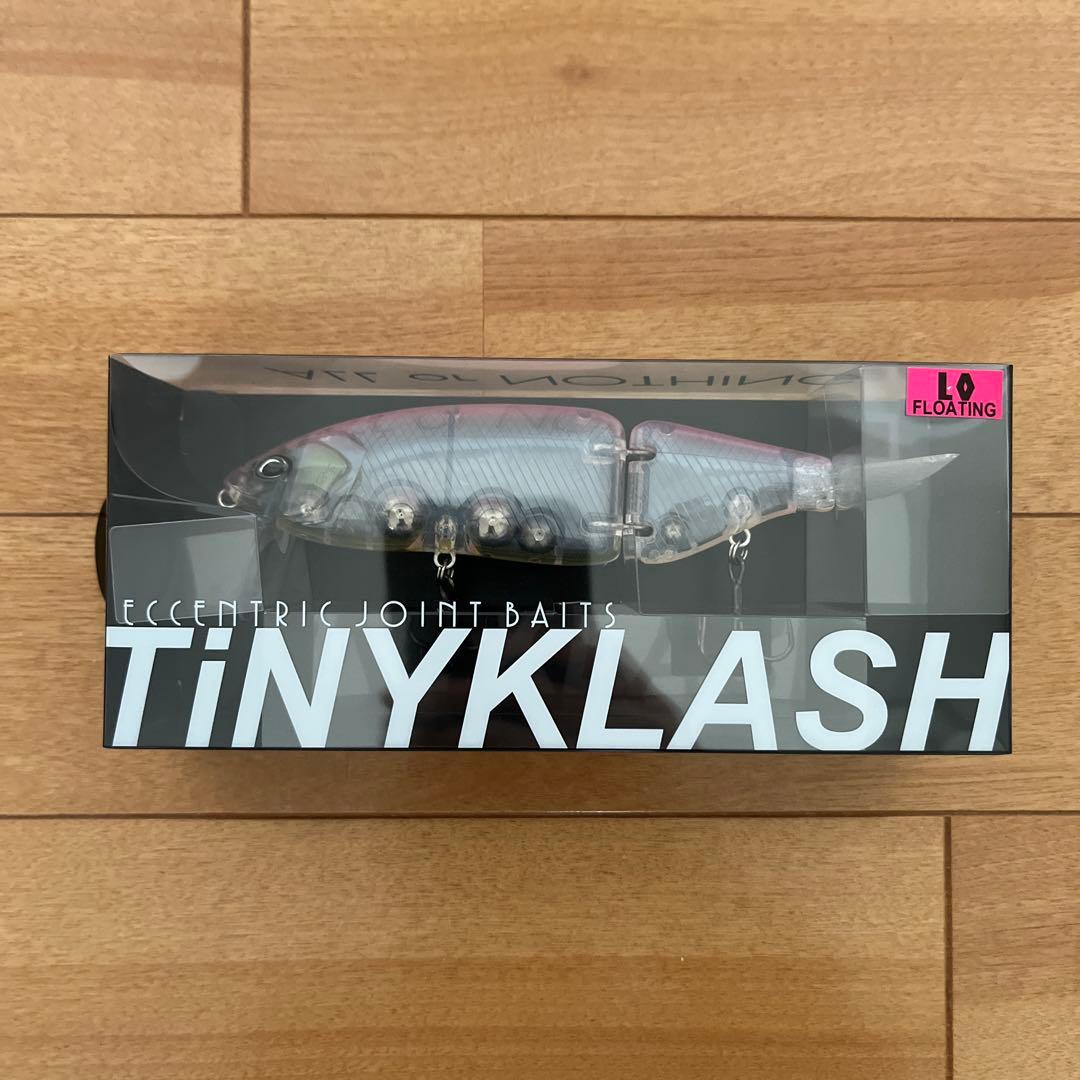 ALL or NOTHING
LO
FLOATING
ECCENTRIC JOINT BAITS
TiNYKLASH